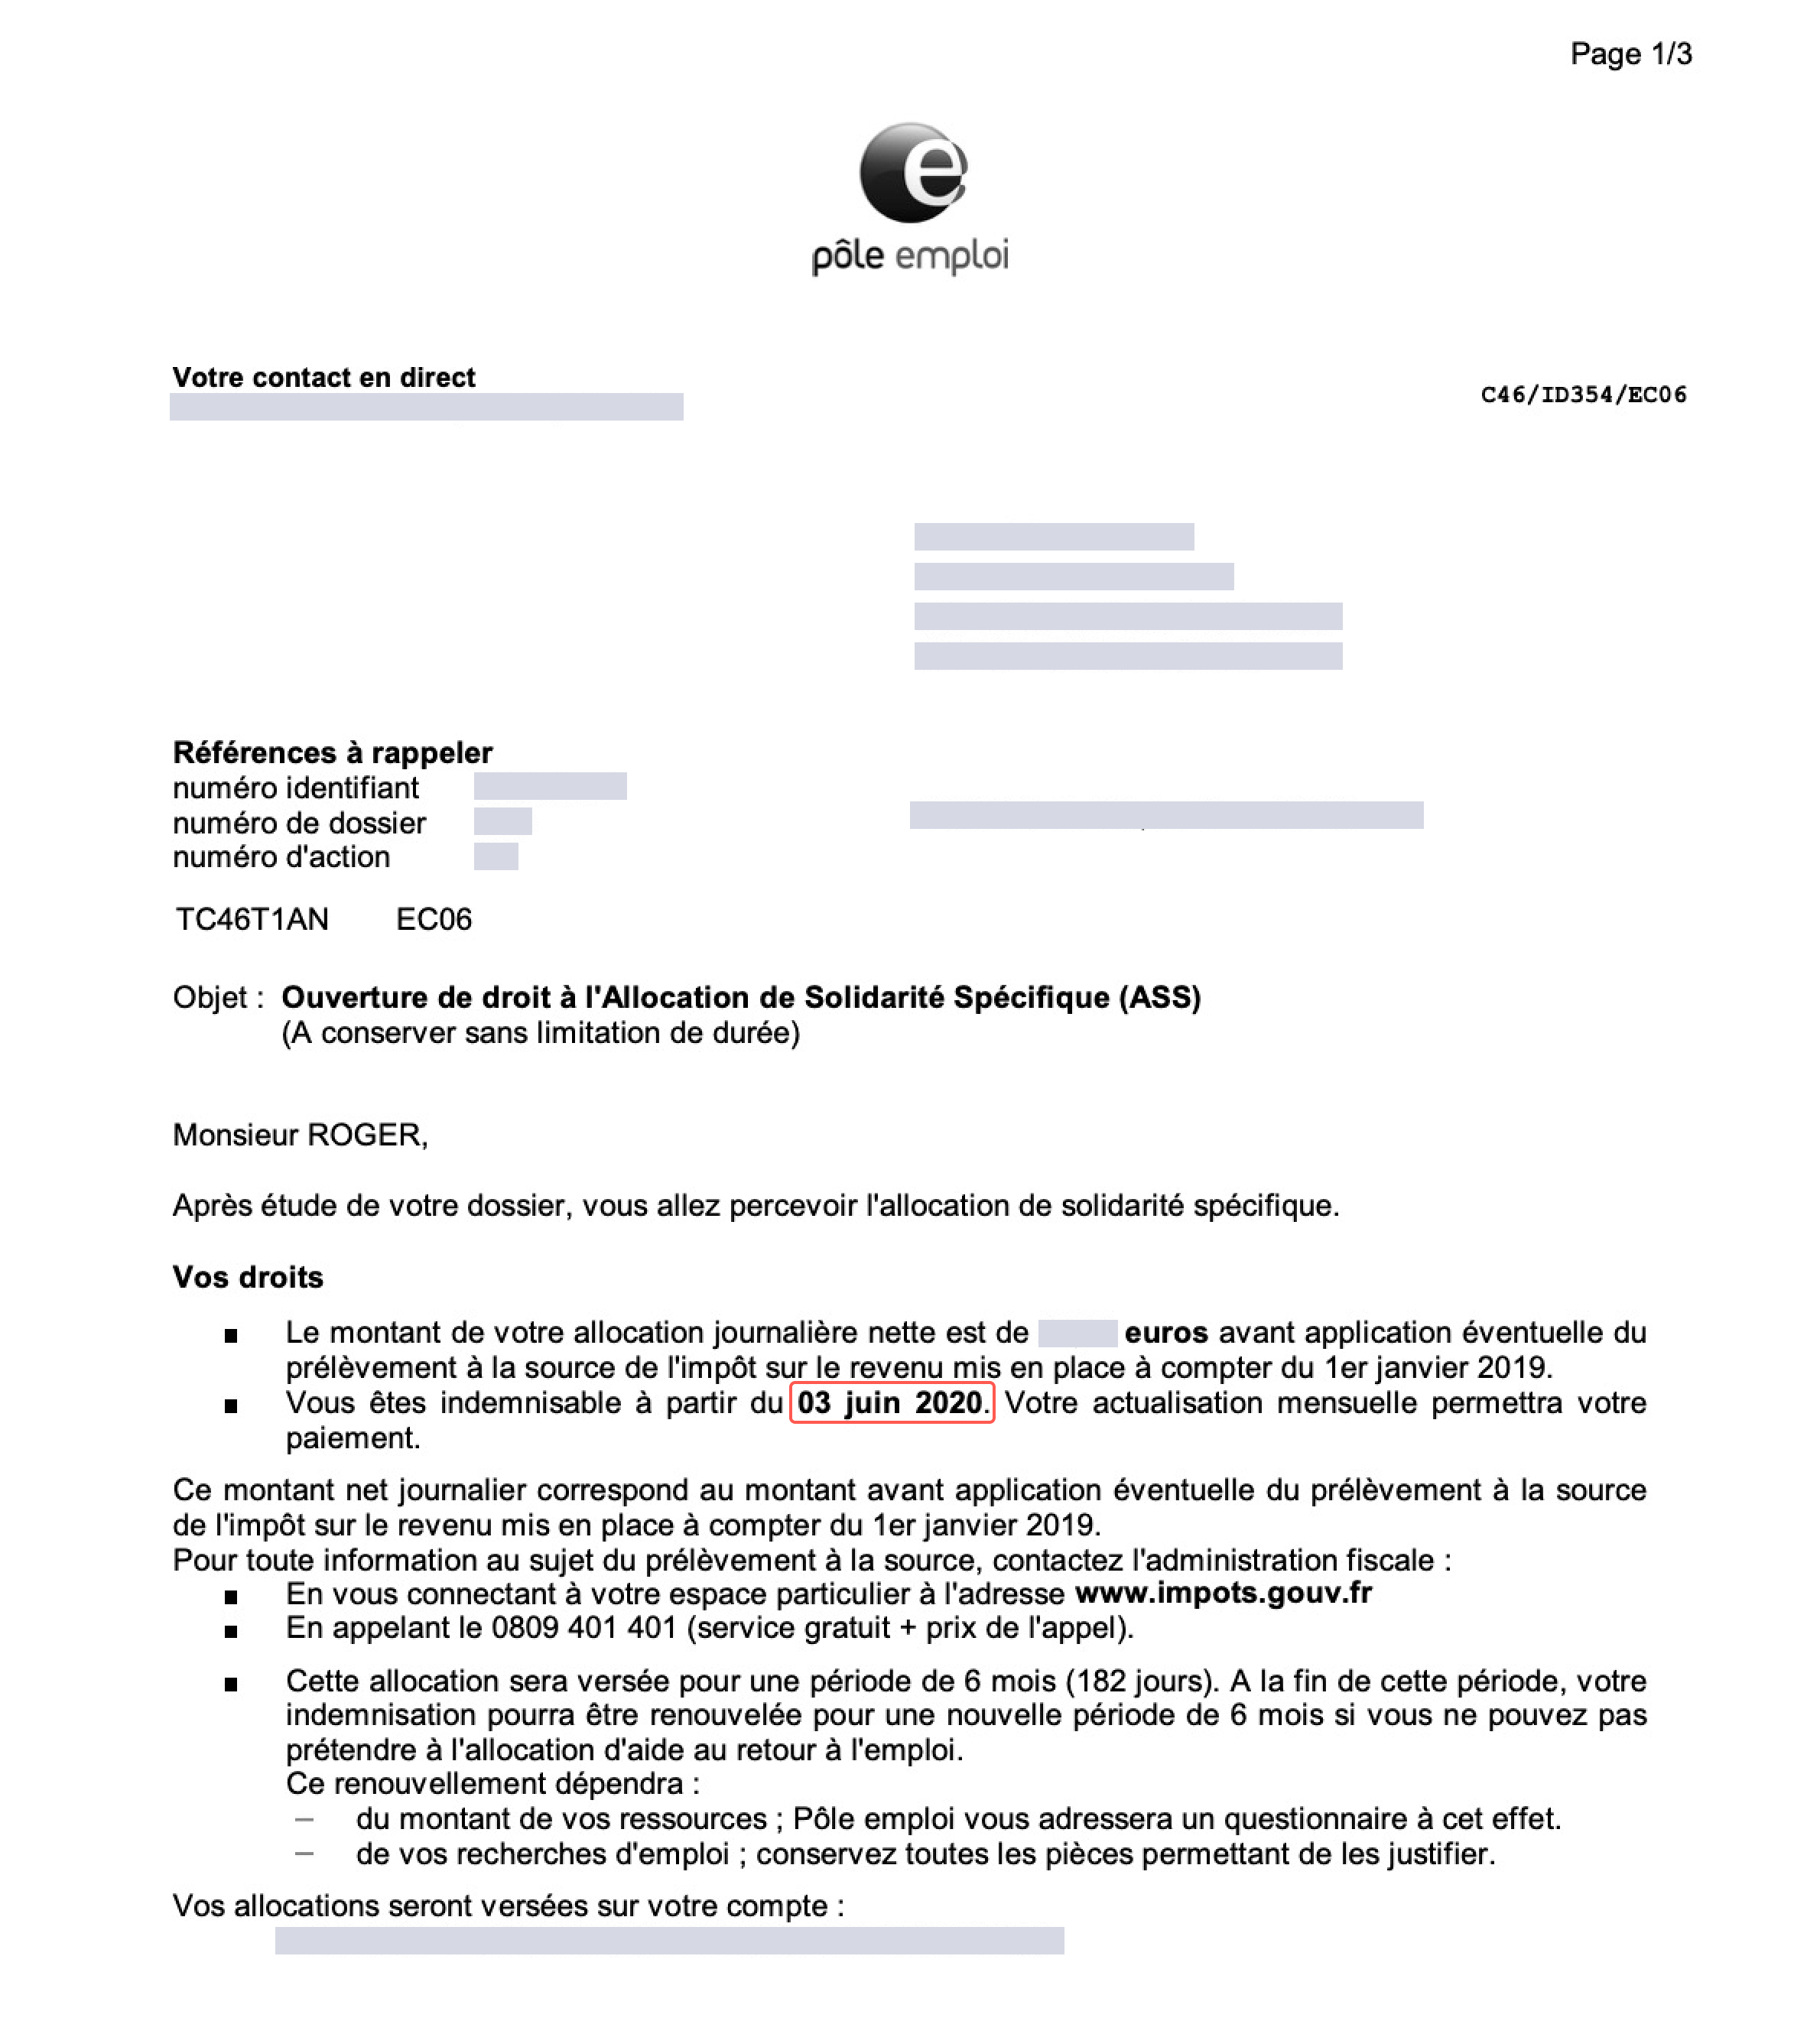 Page 1/3
pôle emploi
Votre contact en direct
C46/ID354/EC06
Références à rappeler
numéro identifiant
numéro de dossier
numéro d'action
TC46T1AN EC06
Objet : Ouverture de droit à l'Allocation de Solidarité Spécifique (ASS)
(A conserver sans limitation de durée)
Monsieur ROGER,
Après étude de votre dossier, vous allez percevoir l'allocation de solidarité spécifique.
Vos droits
■ Le montant de votre allocation journalière nette est de euros avant application éventuelle du
prélèvement à la source de l'impôt sur le revenu mis en place à compter du 1er janvier 2019.
■ Vous êtes indemnisable à partir du 03 juin 2020. Votre actualisation mensuelle permettra votre
paiement.
Ce montant net journalier correspond au montant avant application éventuelle du prélèvement à la source
de l'impôt sur le revenu mis en place à compter du 1er janvier 2019.
Pour toute information au sujet du prélèvement à la source, contactez l'administration fiscale :
■ En vous connectant à votre espace particulier à l'adresse www.impots.gouv.fr
■ En appelant le 0809 401 401 (service gratuit + prix de l'appel).
■ Cette allocation sera versée pour une période de 6 mois (182 jours). A la fin de cette période, votre
indemnisation pourra être renouvelée pour une nouvelle période de 6 mois si vous ne pouvez pas
prétendre à l'allocation d'aide au retour à l'emploi.
Ce renouvellement dépendra :
– du montant de vos ressources ; Pôle emploi vous adressera un questionnaire à cet effet.
– de vos recherches d'emploi ; conservez toutes les pièces permettant de les justifier.
Vos allocations seront versées sur votre compte :